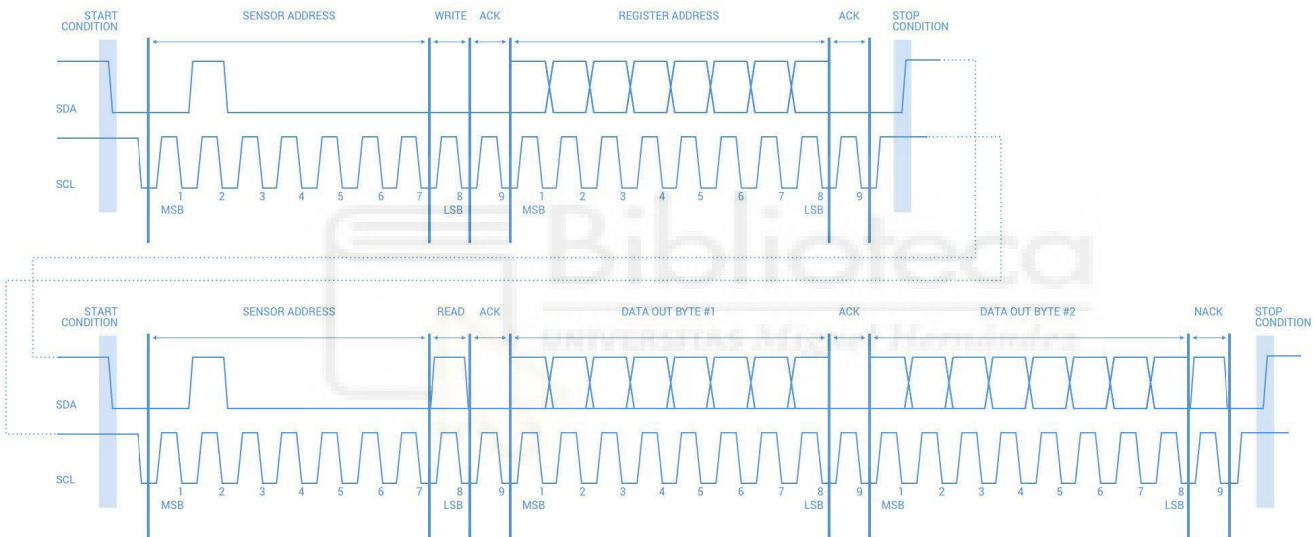 START
CONDITION
SENSOR ADDRESS
WRITE
ACK
REGISTER ADDRESS
ACK
STOP
CONDITION
SDA
SCL
1 2 3 4 5 6 7 8 9 1 2 3 4 5 6 7 8 9
MSB LSB MSB LSB
Biblioteca
UNIVERSITAS Miguel Hernández
START
CONDITION
SENSOR ADDRESS
READ
ACK
DATA OUT BYTE #1
ACK
DATA OUT BYTE #2
NACK
STOP
CONDITION
SDA
SCL
1 2 3 4 5 6 7 8 9 1 2 3 4 5 6 7 8 9 1 2 3 4 5 6 7 8 9
MSB LSB MSB LSB MSB LSB